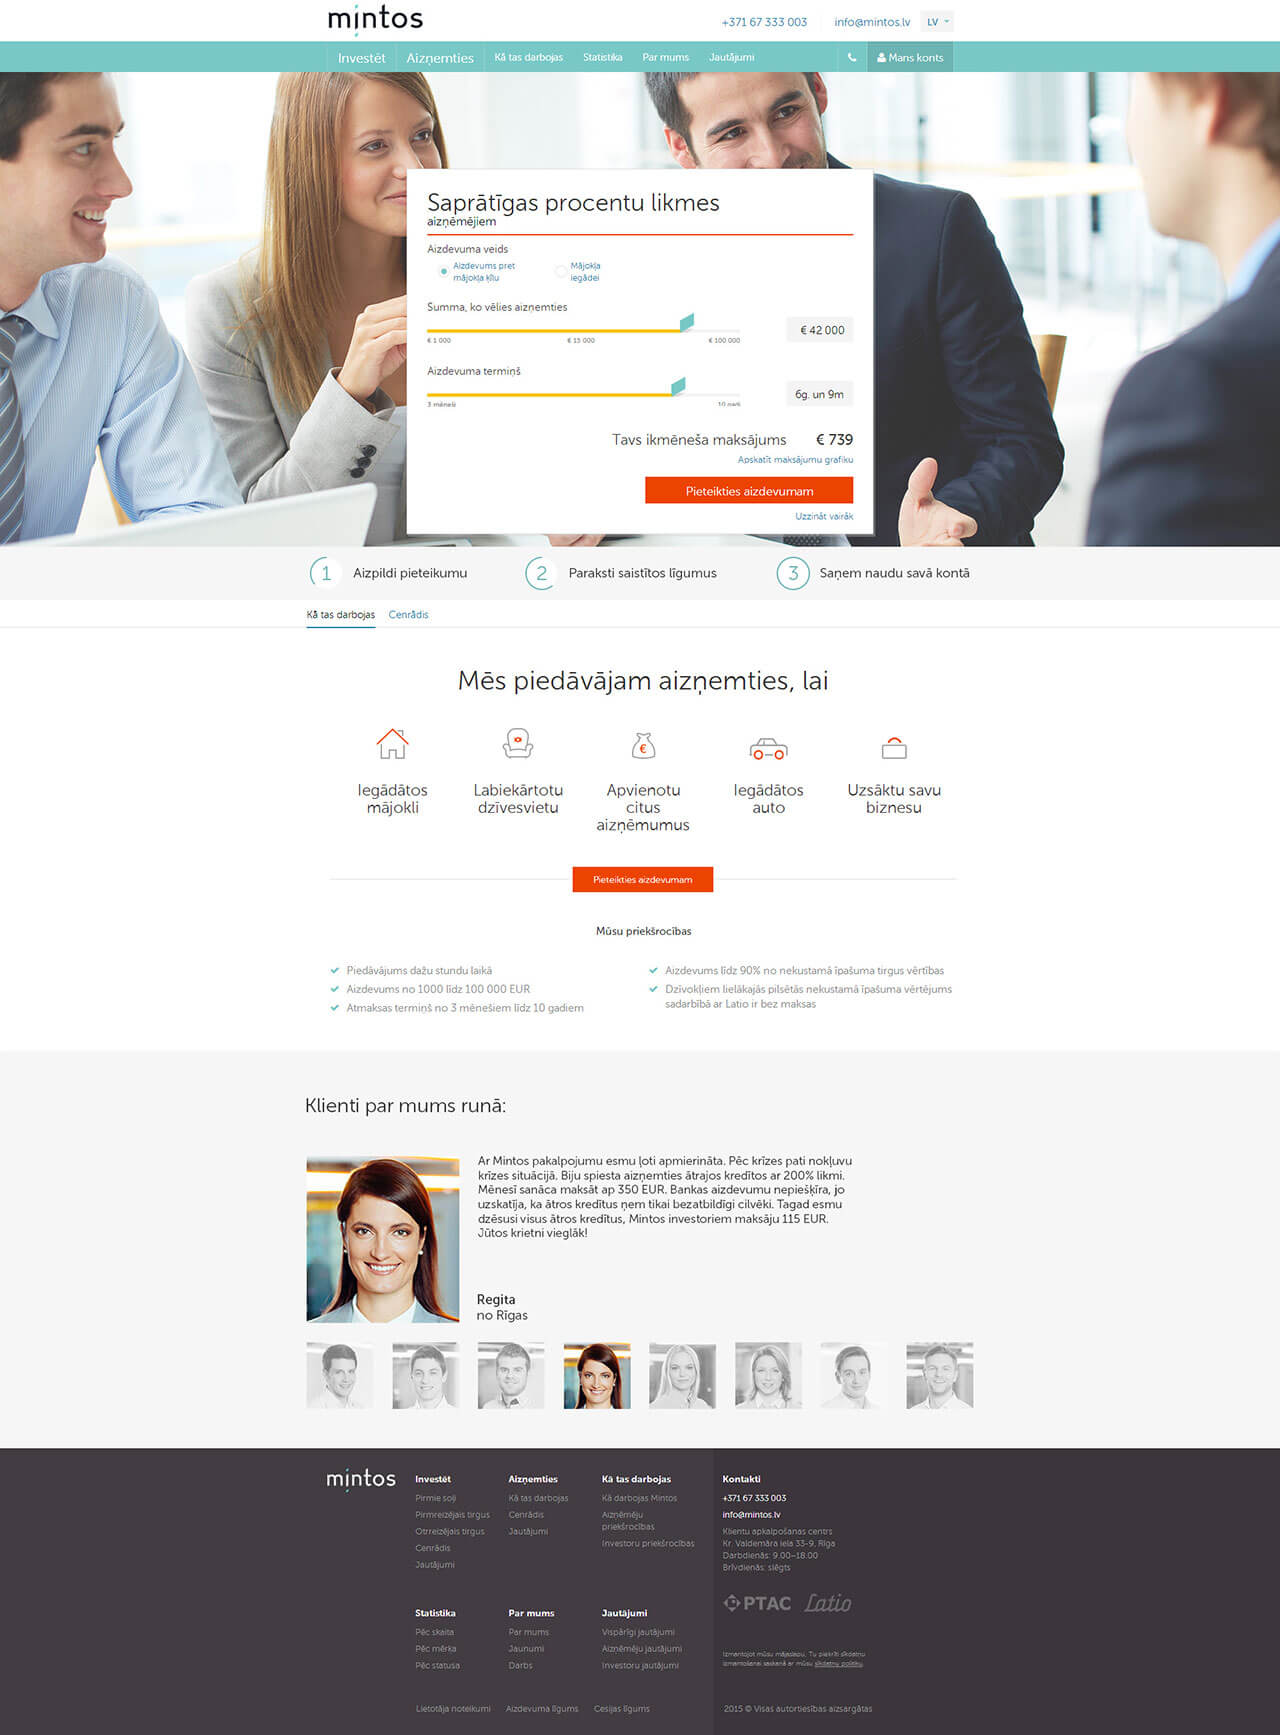 mintos
+371 67 333 003
info@mintos.lv
LV
Investēt
Aizņemties
Kā tas darbojas
Statistika
Par mums
Jautājumi
Mans konts
Saprātīgas procentu likmes
aizņēmējiem
Aizdevuma veids
Aizdevums pret
mājokļa ķīlu
Mājokļa
iegādei
Summa, ko vēlies aizņemties
€ 1 000
€ 15 000
€ 100 000
€ 42 000
Aizdevuma termiņš
3 mēneši
10 gadi
6g. un 9m
Tavs ikmēneša maksājums € 739
Apskatīt maksājumu grafiku
Pieteikties aizdevumam
Uzzināt vairāk
1 Aizpildi pieteikumu
2 Paraksti saistītos līgumus
3 Saņem naudu savā kontā
Kā tas darbojas
Cenrādis
Mēs piedāvājam aizņemties, lai
Iegādātos
mājokli
Labiekārtotu
dzīvesvietu
Apvienotu
citus
aizņēmumus
Iegādātos
auto
Uzsāktu savu
biznesu
Pieteikties aizdevumam
Mūsu priekšrocības
Piedāvājums dažu stundu laikā
Aizdevums no 1000 līdz 100 000 EUR
Atmaksas termiņš no 3 mēnešiem līdz 10 gadiem
Aizdevums līdz 90% no nekustamā īpašuma tirgus vērtības
Dzīvokļiem lielākajās pilsētās nekustamā īpašuma vērtējums
sadarbībā ar Latio ir bez maksas
Klienti par mums runā:
Ar Mintos pakalpojumu esmu ļoti apmierināta. Pēc krīzes pati nokļuvu
krīzes situācijā. Biju spiesta aizņemties ātrajos kredītos ar 200% likmi.
Mēnesī sanāca maksāt ap 350 EUR. Bankas aizdevumu nepiešķīra, jo
uzskatīja, ka ātros kredītus ņem tikai bezatbildīgi cilvēki. Tagad esmu
dzēsusi visus ātros kredītus, Mintos investoriem maksāju 115 EUR.
Jūtos krietni vieglāk!
Regita
no Rīgas
mintos
Investēt
Pirmie soļi
Pirmreizējais tirgus
Otrreizējais tirgus
Cenrādis
Jautājumi
Aizņemties
Kā tas darbojas
Cenrādis
Jautājumi
Kā tas darbojas
Kā darbojas Mintos
Aizņēmēju
priekšrocības
Investoru priekšrocības
Kontakti
+371 67 333 003
info@mintos.lv
Klientu apkalpošanas centrs
Kr. Valdemāra iela 33-9, Rīga
Darbdienās: 9.00–18.00
Brīvdienās: slēgts
PTAC
Latio
Statistika
Pēc skaita
Pēc mērķa
Pēc statusa
Par mums
Par mums
Jaunumi
Darbs
Jautājumi
Vispārīgi jautājumi
Aizņēmēju jautājumi
Investoru jautājumi
Izmantojot mūsu mājaslapu, Tu piekrīti sīkdatņu
izmantošanai saskaņā ar mūsu sīkdatņu politiku.
Lietotāja noteikumi
Aizdevuma līgums
Cesijas līgums
2015 © Visas autortiesības aizsargātas